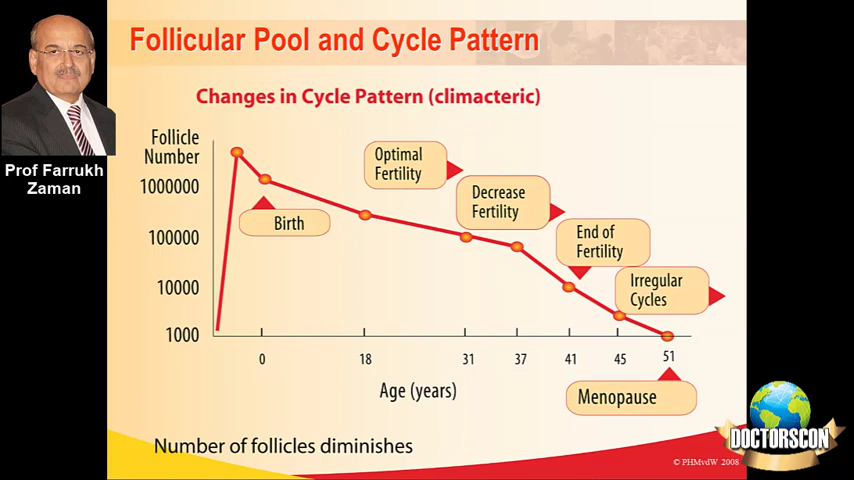 Follicular Pool and Cycle Pattern
Prof Farrukh
Zaman
Changes in Cycle Pattern (climacteric)
Follicle
Number
1000000
100000
10000
1000
Optimal
Fertility
Decrease
Fertility
End of
Fertility
Irregular
Cycles
Birth
0
18
31
37
41
45
51
Age (years)
Menopause
Number of follicles diminishes
DOCTORSCON
© PHMvdW 2008